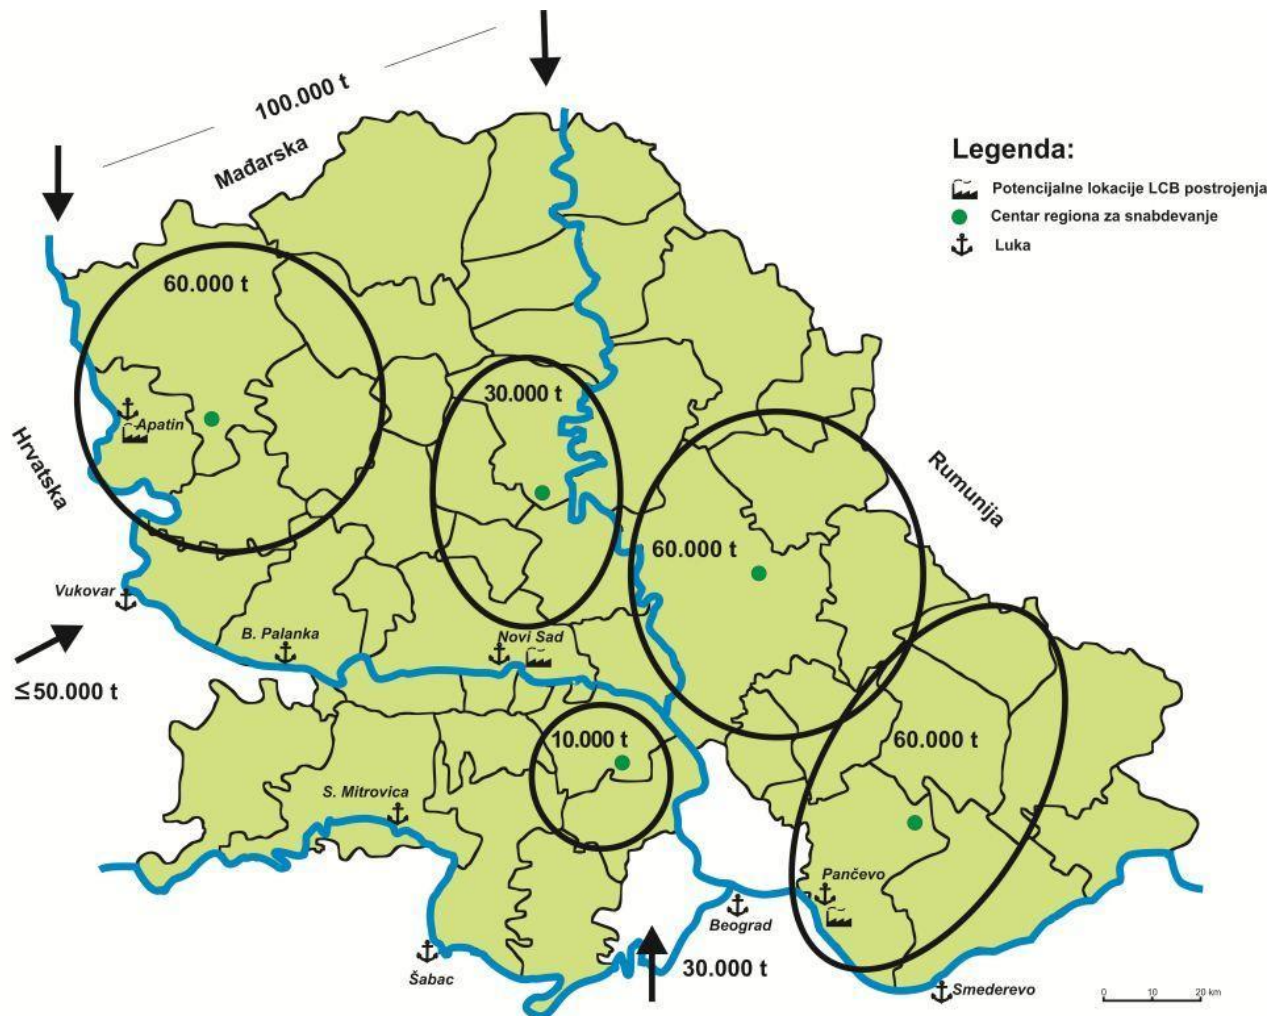 100.000 t
Mađarska
Legenda:
Potencijalne lokacije LCB postrojenja
Centar regiona za snabdevanje
Luka
60.000 t
30.000 t
Apatin
Hrvatska
Rumunija
60.000 t
Vukovar
B. Palanka
Novi Sad
≤50.000 t
10.000 t
60.000 t
S. Mitrovica
Pančevo
Beograd
Šabac
30.000 t
Smederevo
0 10 20 km